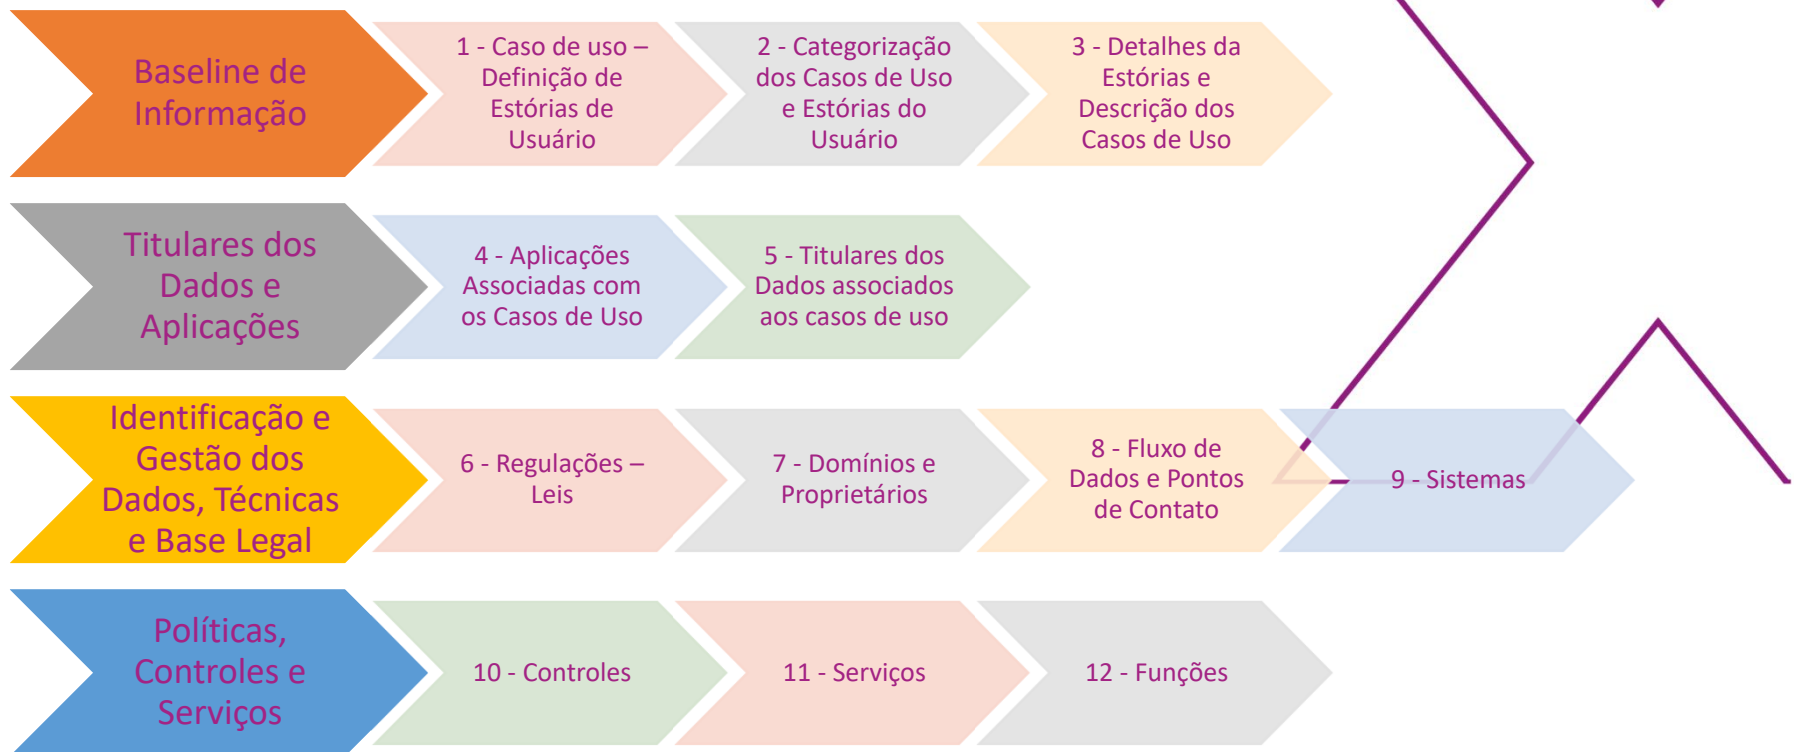 Baseline de
Informação
1 - Caso de uso –
Definição de
Estórias de
Usuário
2 - Categorização
dos Casos de Uso
e Estórias do
Usuário
3 - Detalhes da
Estórias e
Descrição dos
Casos de Uso
Titulares dos
Dados e
Aplicações
4 - Aplicações
Associadas com
os Casos de Uso
5 - Titulares dos
Dados associados
aos casos de uso
Identificação e
Gestão dos
Dados, Técnicas
e Base Legal
6 - Regulações –
Leis
7 - Domínios e
Proprietários
8 - Fluxo de
Dados e Pontos
de Contato
9 - Sistemas
Políticas,
Controles e
Serviços
10 - Controles
11 - Serviços
12 - Funções